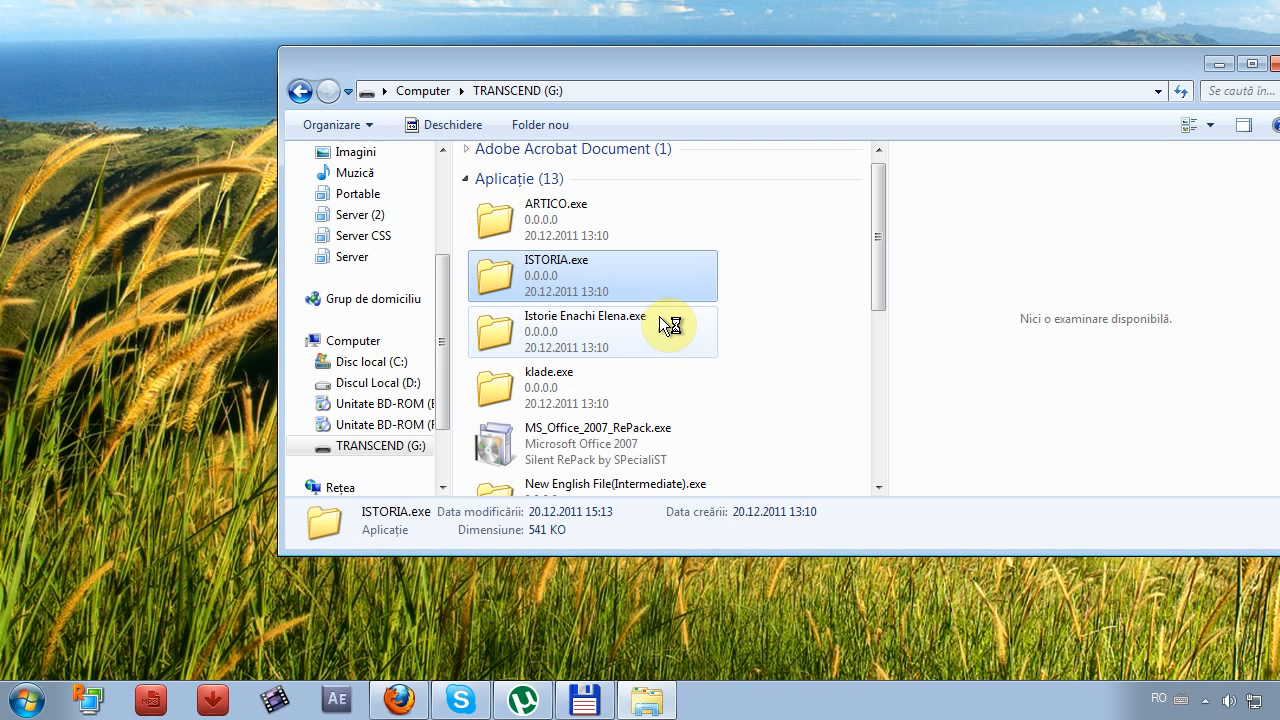 Computer ▸ TRANSCEND (G:)
Se caută în...
Organizare
Deschidere
Folder nou
Imagini
Muzică
Portable
Server (2)
Server CSS
Server
Grup de domiciliu
Computer
Disc local (C:)
Discul Local (D:)
Unitate BD-ROM (E
Unitate BD-ROM (F
TRANSCEND (G:)
Rețea
Adobe Acrobat Document (1)
Aplicație (13)
ARTICO.exe
0.0.0.0
20.12.2011 13:10
ISTORIA.exe
0.0.0.0
20.12.2011 13:10
Istorie Enachi Elena.exe
0.0.0.0
20.12.2011 13:10
klade.exe
0.0.0.0
20.12.2011 13:10
MS_Office_2007_RePack.exe
Microsoft Office 2007
Silent RePack by SPecialiST
New English File(Intermediate).exe
Nici o examinare disponibilă.
ISTORIA.exe Data modificării: 20.12.2011 15:13 Data creării: 20.12.2011 13:10
Aplicație Dimensiune: 541 KO
MP3
AE
RO